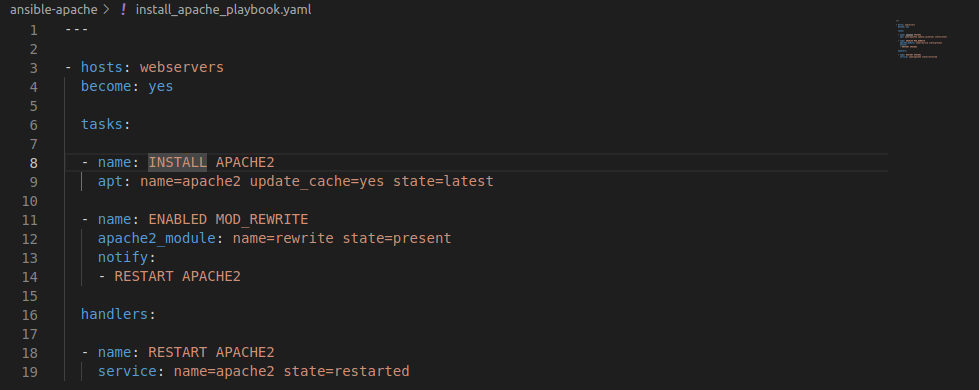 ansible-apache > ! install_apache_playbook.yaml
1 ---
2
3 - hosts: webservers
4   become: yes
5
6   tasks:
7
8   - name: INSTALL APACHE2
9     apt: name=apache2 update_cache=yes state=latest
10
11   - name: ENABLED MOD_REWRITE
12     apache2_module: name=rewrite state=present
13     notify:
14     - RESTART APACHE2
15
16   handlers:
17
18   - name: RESTART APACHE2
19     service: name=apache2 state=restarted